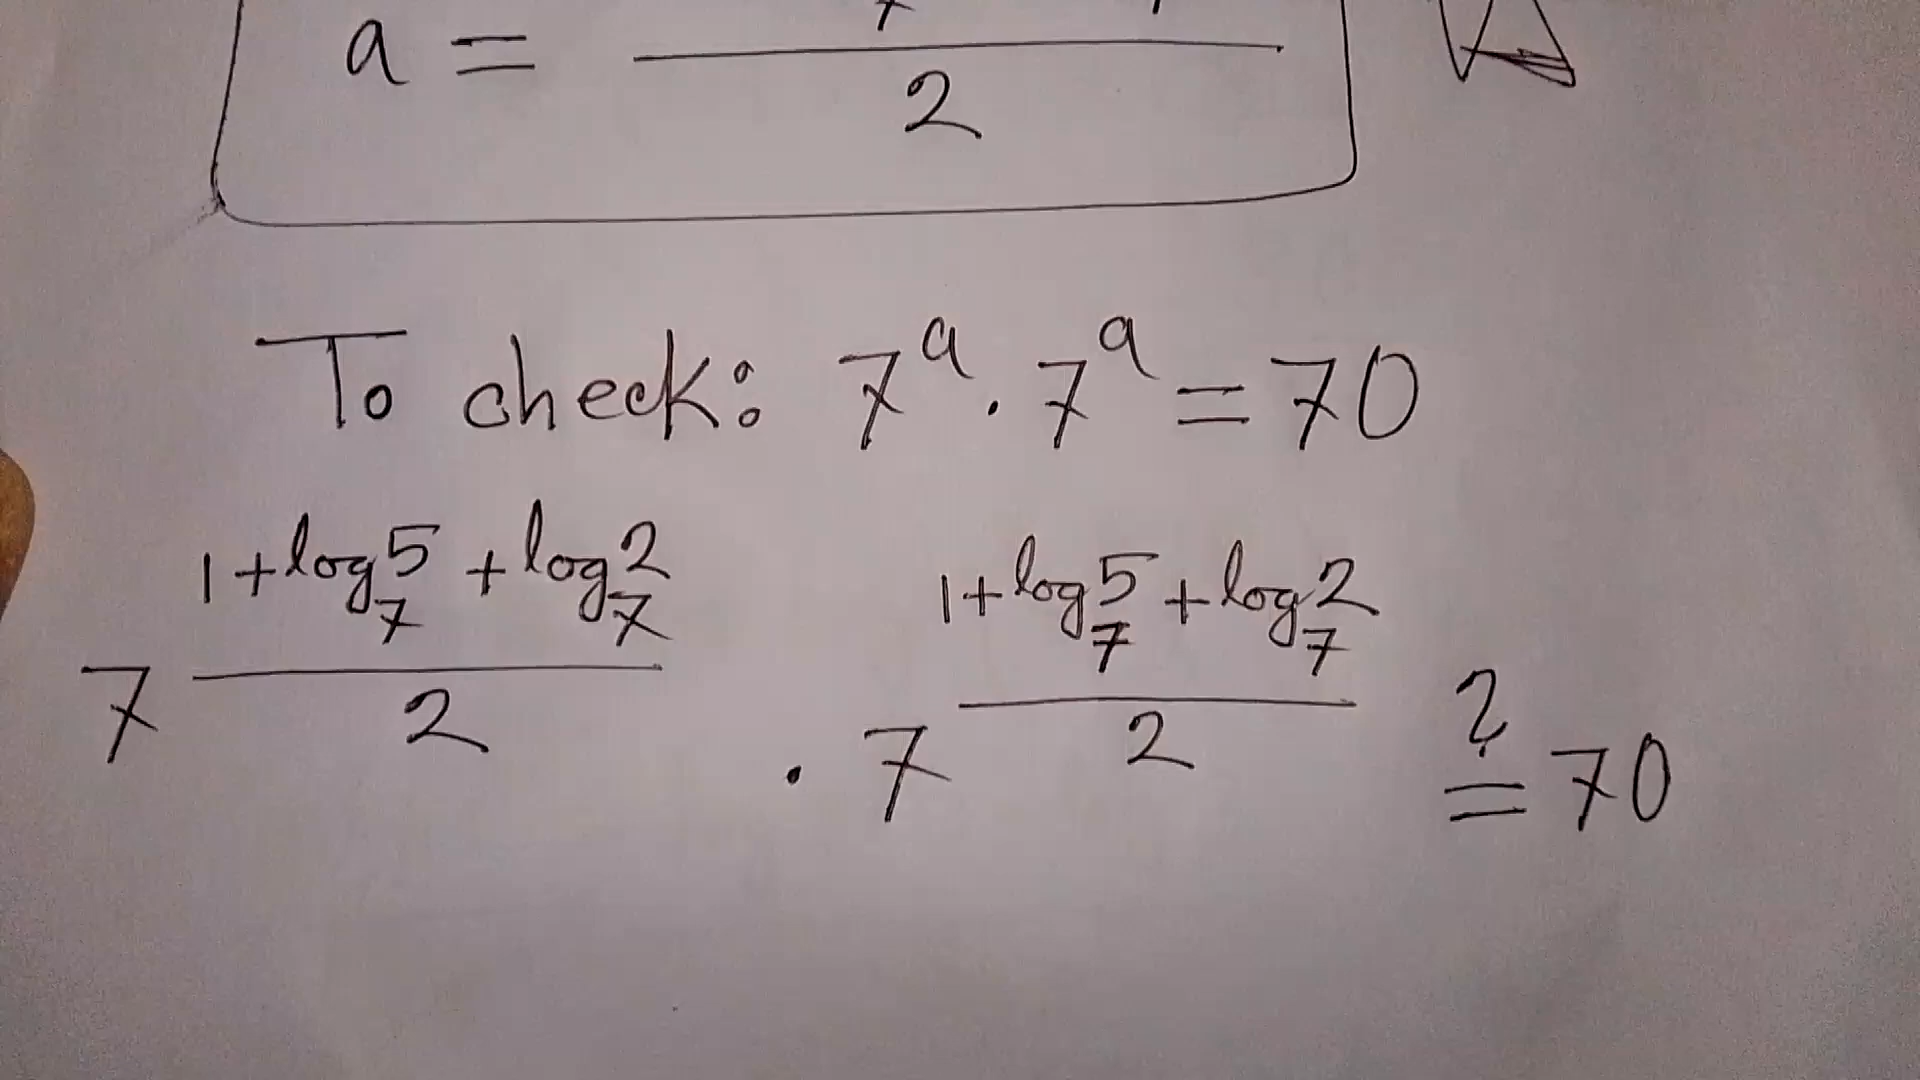 a = ─── 2
To check: 7^a · 7^a = 70
7^((1 + log_7 5 + log_7 2)/2) · 7^((1 + log_7 5 + log_7 2)/2) ?= 70